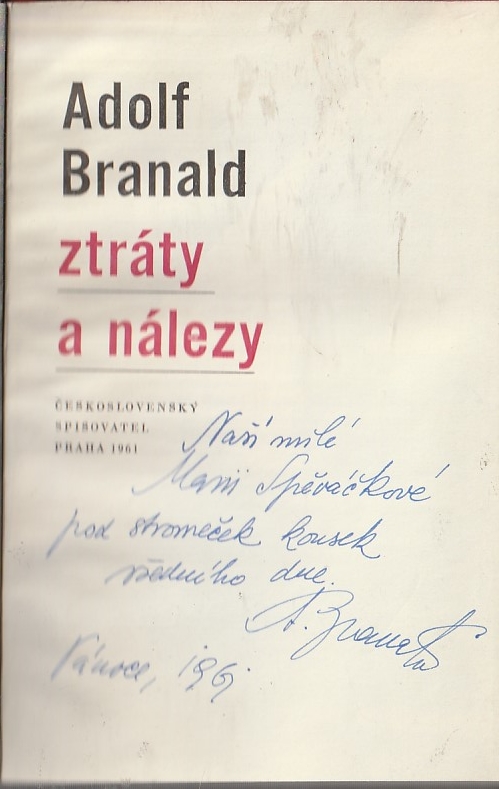 Adolf
Branald
ztráty
a nálezy
ČESKOSLOVENSKÝ
SPISOVATEL
PRAHA 1961
Naší milé
Marii Spěváčkové
pod stromeček kousek
všedního dne.
A. Branald
Vánoce, 1961